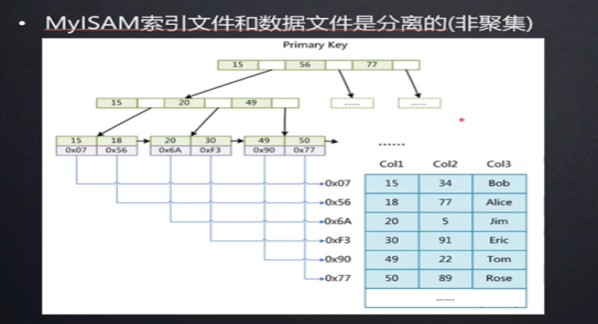 • MyISAM索引文件和数据文件是分离的(非聚集)
Primary Key
15 56 77
15 20 49 ...... ......
15 18 20 30 49 50 ......
0x07 0x56 0x6A 0xF3 0x90 0x77
Col1 Col2 Col3
0x07 15 34 Bob
0x56 18 77 Alice
0x6A 20 5 Jim
0xF3 30 91 Eric
0x90 49 22 Tom
0x77 50 89 Rose
......